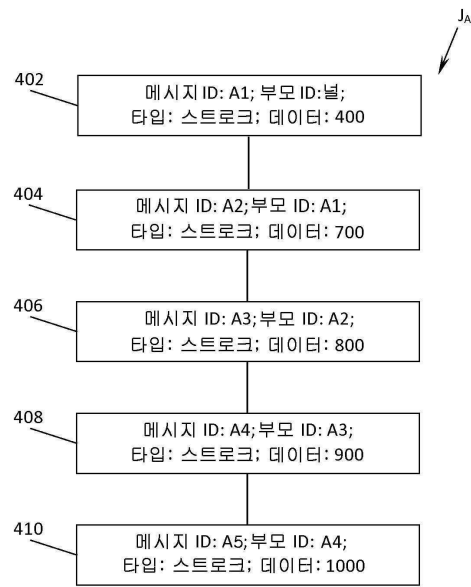 J_A
402
메시지 ID: A1; 부모 ID:널;
타입: 스트로크; 데이터: 400
404
메시지 ID: A2;부모 ID: A1;
타입: 스트로크; 데이터: 700
406
메시지 ID: A3;부모 ID: A2;
타입: 스트로크; 데이터: 800
408
메시지 ID: A4;부모 ID: A3;
타입: 스트로크; 데이터: 900
410
메시지 ID: A5;부모 ID: A4;
타입: 스트로크; 데이터: 1000